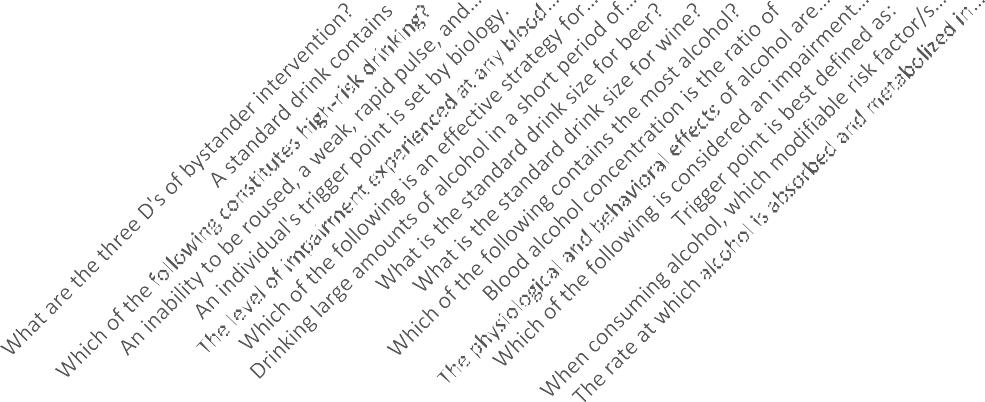 What are the three D's of bystander intervention?
A standard drink contains
Which of the following constitutes high-risk drinking?
An inability to be roused, a weak, rapid pulse, and…
An individual's trigger point is set by biology.
The level of impairment experienced at any blood…
Which of the following is an effective strategy for…
Drinking large amounts of alcohol in a short period of…
What is the standard drink size for beer?
What is the standard drink size for wine?
Which of the following contains the most alcohol?
Blood alcohol concentration is the ratio of
The physiological and behavioral effects of alcohol are…
Which of the following is considered an impairment…
Trigger point is best defined as:
When consuming alcohol, which modifiable risk factor/s…
The rate at which alcohol is absorbed and metabolized in…